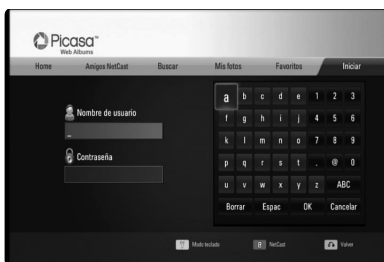 Picasa™
Web Albums
Home Amigos NetCast Buscar Mis fotos Favoritos Iniciar
Nombre de usuario
Contraseña
a b c d e 1 2 3
f g h i j 4 5 6
k l m n o 7 8 9
p q r s t . @ 0
u v w x y z ABC
Borrar Espac OK Cancelar
Modo teclado NetCast Volver